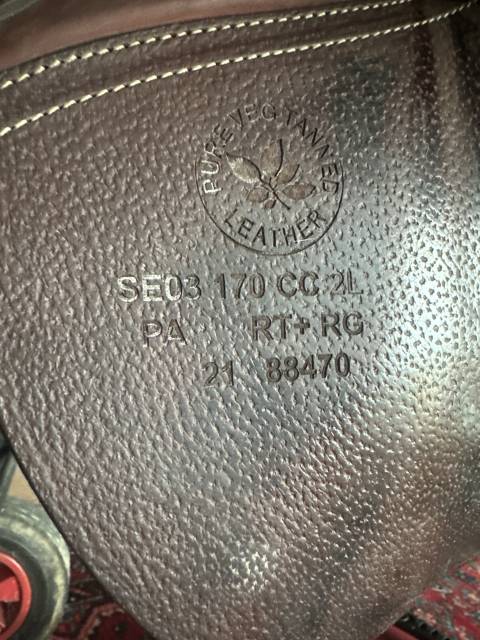 PURE VEG TANNED
LEATHER
SE03 170 CC 2L
PA RT+ RG
21 88470